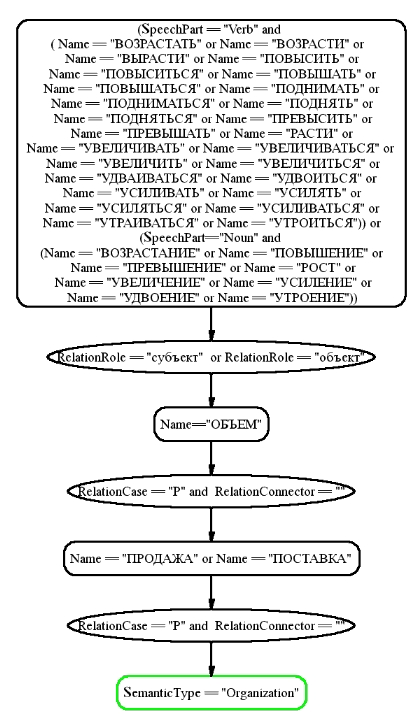 (SpeechPart == "Verb" and
( Name == "ВОЗРАСТАТЬ" or Name == "ВОЗРАСТИ" or
Name == "ВЫРАСТИ" or Name == "ПОВЫСИТЬ" or
Name == "ПОВЫСИТЬСЯ" or Name == "ПОВЫШАТЬ" or
Name == "ПОВЫШАТЬСЯ" or Name == "ПОДНИМАТЬ" or
Name == "ПОДНИМАТЬСЯ" or Name == "ПОДНЯТЬ" or
Name == "ПОДНЯТЬСЯ" or Name == "ПРЕВЫСИТЬ" or
Name == "ПРЕВЫШАТЬ" or Name == "РАСТИ" or
Name == "УВЕЛИЧИВАТЬ" or Name == "УВЕЛИЧИВАТЬСЯ" or
Name == "УВЕЛИЧИТЬ" or Name == "УВЕЛИЧИТЬСЯ" or
Name == "УДВАИВАТЬСЯ" or Name == "УДВОИТЬСЯ" or
Name == "УСИЛИВАТЬ" or Name == "УСИЛЯТЬ" or
Name == "УСИЛЯТЬСЯ" or Name == "УСИЛИВАТЬСЯ" or
Name == "УТРАИВАТЬСЯ" or Name == "УТРОИТЬСЯ")) or
(SpeechPart=="Noun" and
(Name == "ВОЗРАСТАНИЕ" or Name == "ПОВЫШЕНИЕ" or
Name == "ПРЕВЫШЕНИЕ" or Name == "РОСТ" or
Name == "УВЕЛИЧЕНИЕ" or Name == "УСИЛЕНИЕ" or
Name == "УДВОЕНИЕ" or Name == "УТРОЕНИЕ"))
RelationRole == "субъект" or RelationRole == "объект"
Name=="ОБЪЕМ"
RelationCase == "Р" and RelationConnector == ""
Name == "ПРОДАЖА" or Name == "ПОСТАВКА"
RelationCase == "Р" and RelationConnector == ""
SemanticType == "Organization"